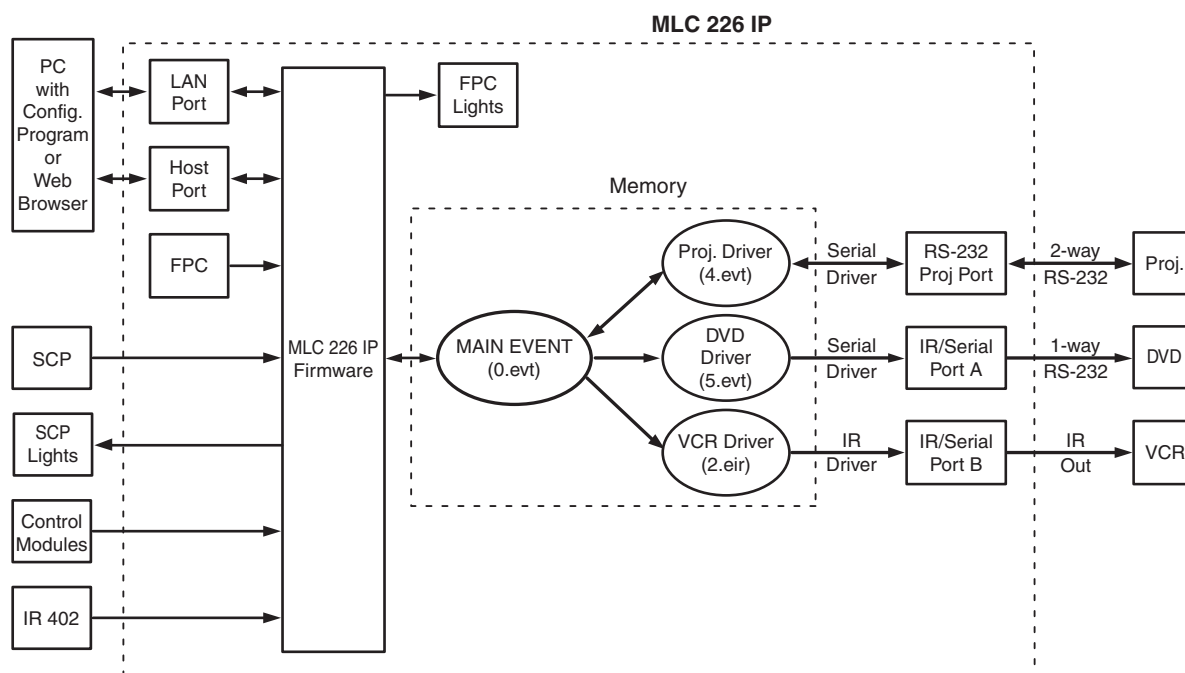 MLC 226 IP
PC
with
Config.
Program
or
Web
Browser
LAN
Port
Host
Port
FPC
SCP
SCP
Lights
Control
Modules
IR 402
MLC 226 IP
Firmware
FPC
Lights
Memory
MAIN EVENT
(0.evt)
Proj. Driver
(4.evt)
DVD
Driver
(5.evt)
VCR Driver
(2.eir)
Serial
Driver
Serial
Driver
IR
Driver
RS-232
Proj Port
IR/Serial
Port A
IR/Serial
Port B
2-way
RS-232
1-way
RS-232
IR
Out
Proj.
DVD
VCR